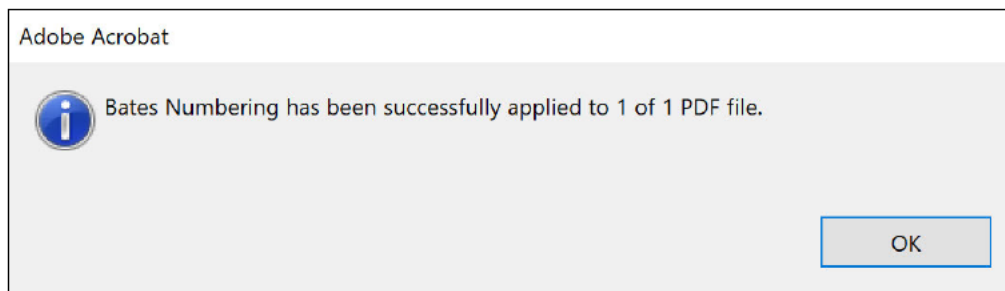 Adobe Acrobat
Bates Numbering has been successfully applied to 1 of 1 PDF file.
OK